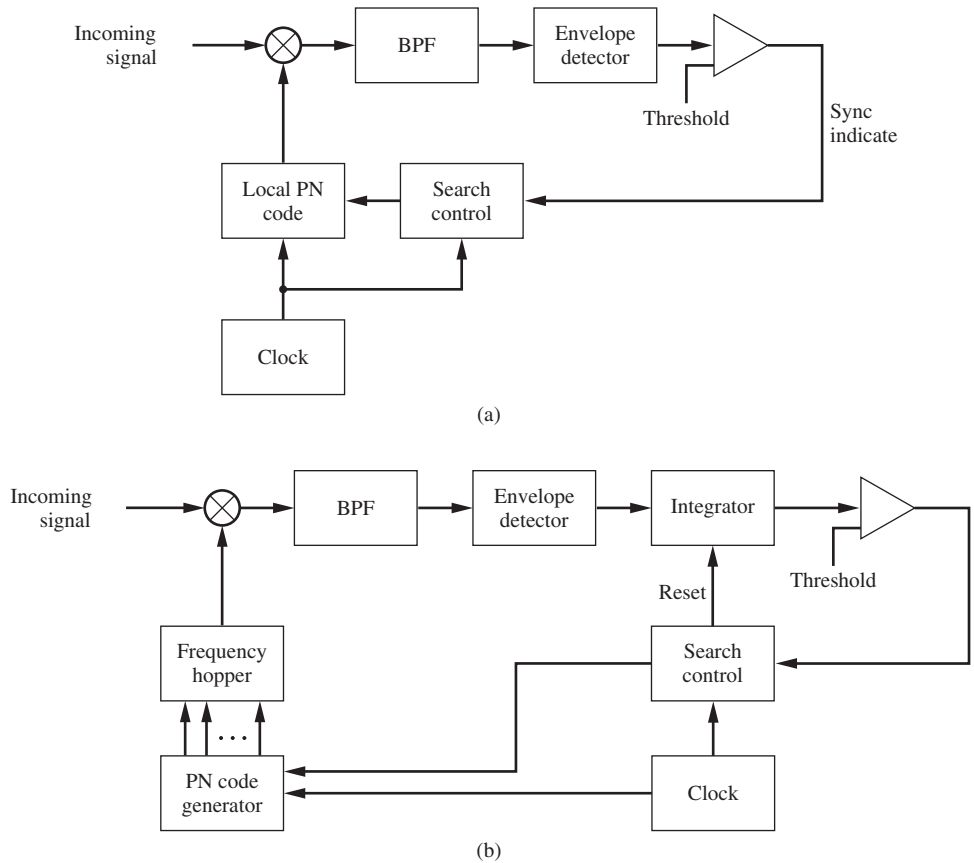 Incoming
signal
BPF
Envelope
detector
Threshold
Sync
indicate
Local PN
code
Search
control
Clock
(a)
Incoming
signal
BPF
Envelope
detector
Integrator
Threshold
Reset
Frequency
hopper
Search
control
PN code
generator
Clock
(b)